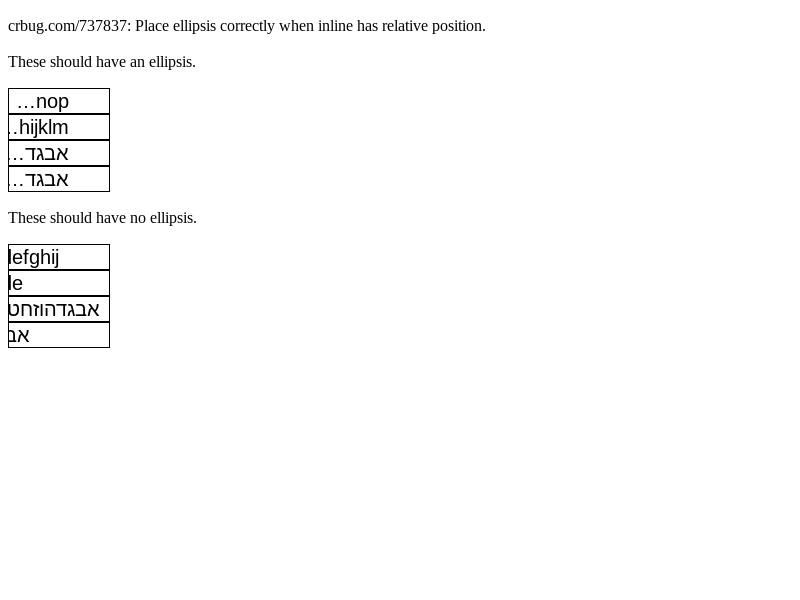 crbug.com/737837: Place ellipsis correctly when inline has relative position.
These should have an ellipsis.
…nop
…hijklm
אבגד…
אבגד…
These should have no ellipsis.
lefghij
le
אבגדהוזחט
אב